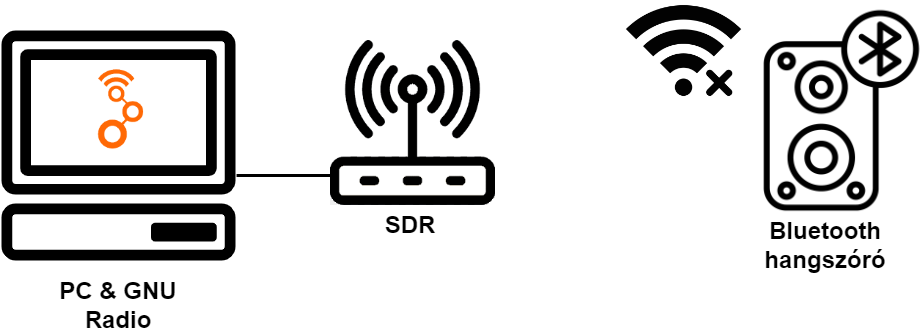 SDR
Bluetooth
hangszóró
PC & GNU
Radio